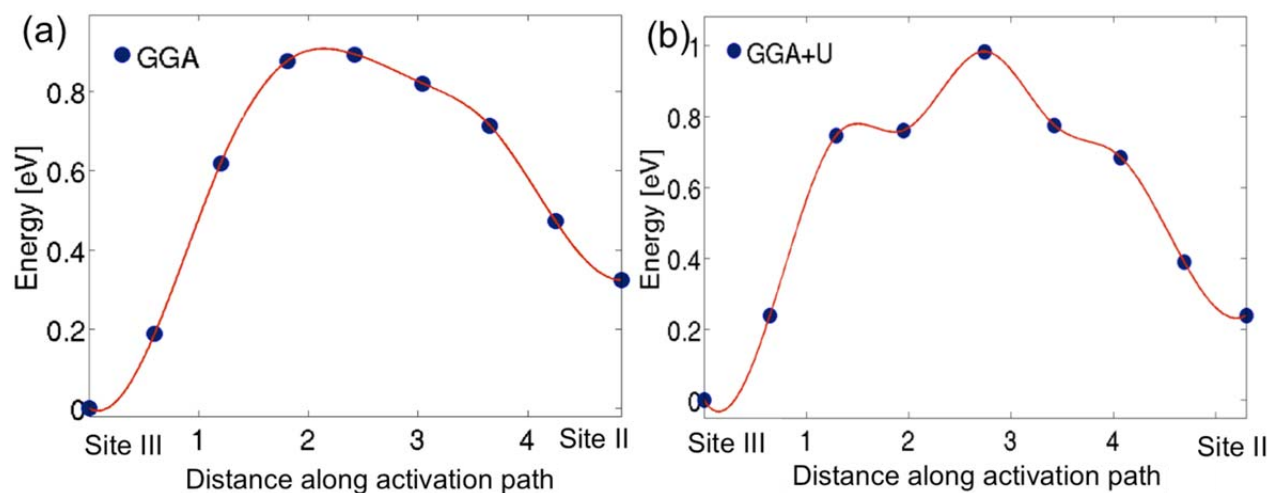 (a)
GGA
Energy [eV]
0.8
0.6
0.4
0.2
0
Site III 1 2 3 4 Site II
Distance along activation path
(b)
GGA+U
Energy [eV]
1
0.8
0.6
0.4
0.2
0
Site III 1 2 3 4 Site II
Distance along activation path